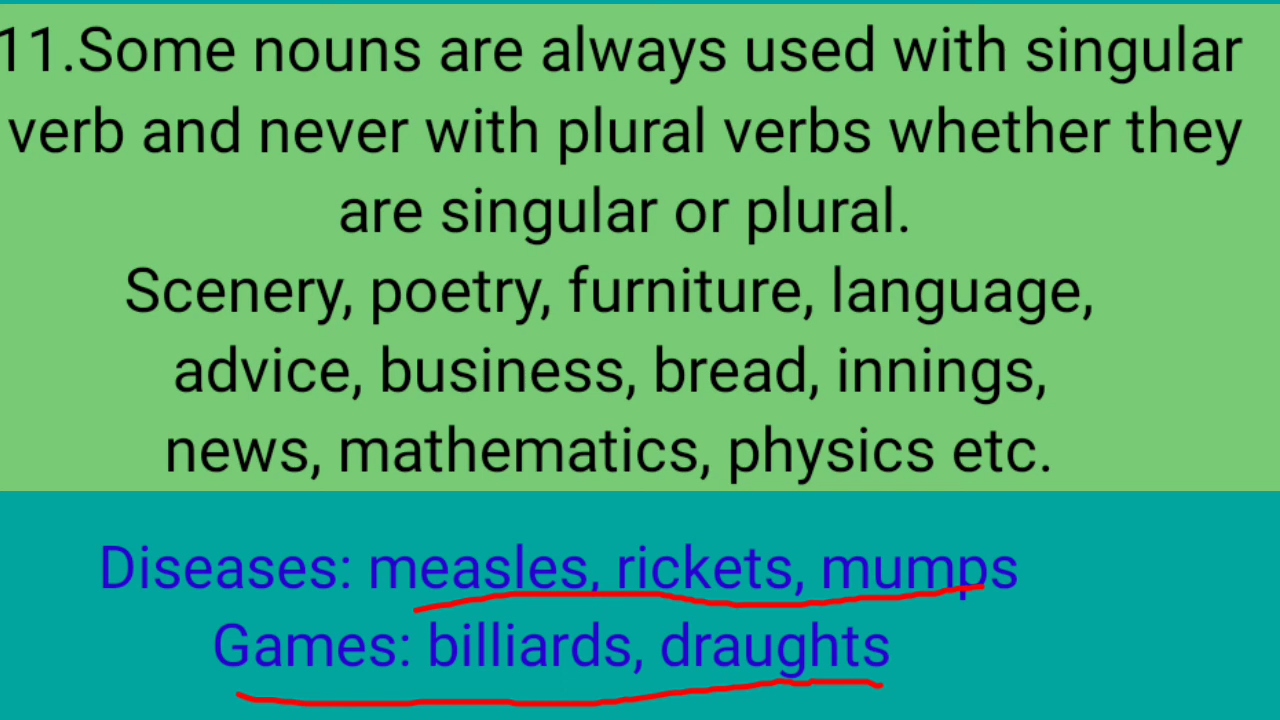 11.Some nouns are always used with singular
verb and never with plural verbs whether they
are singular or plural.
Scenery, poetry, furniture, language,
advice, business, bread, innings,
news, mathematics, physics etc.
Diseases: measles, rickets, mumps
Games: billiards, draughts